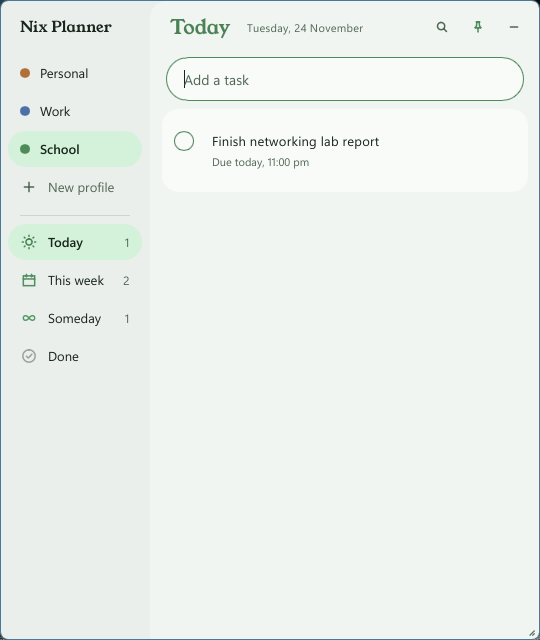 Nix Planner
Personal
Work
School
New profile
Today 1
This week 2
Someday 1
Done
Today Tuesday, 24 November
Add a task
Finish networking lab report
Due today, 11:00 pm